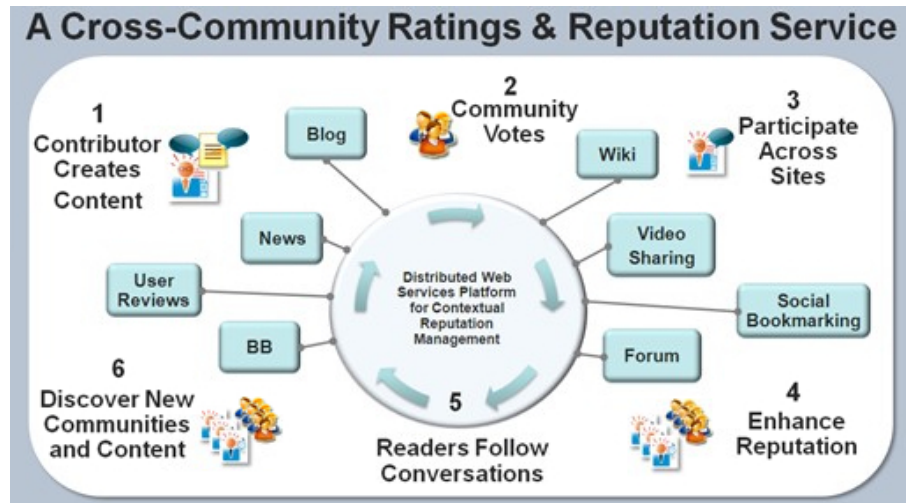 A Cross-Community Ratings & Reputation Service
1
Contributor
Creates
Content
Blog
2
Community
Votes
Wiki
3
Participate
Across
Sites
News
Video
Sharing
User
Reviews
Distributed Web
Services Platform
for Contextual
Reputation
Management
Social
Bookmarking
BB
Forum
6
Discover New
Communities
and Content
5
Readers Follow
Conversations
4
Enhance
Reputation